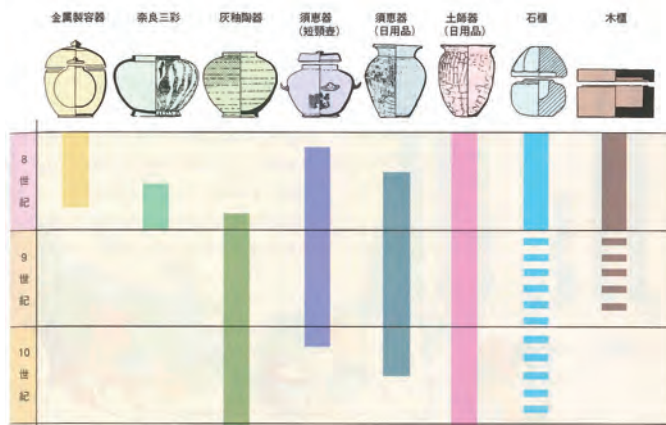 金属製容器
奈良三彩
灰釉陶器
須恵器
（短頸壺）
須恵器
（日用品）
土師器
（日用品）
石櫃
木櫃
8
世
紀
9
世
紀
10
世
紀